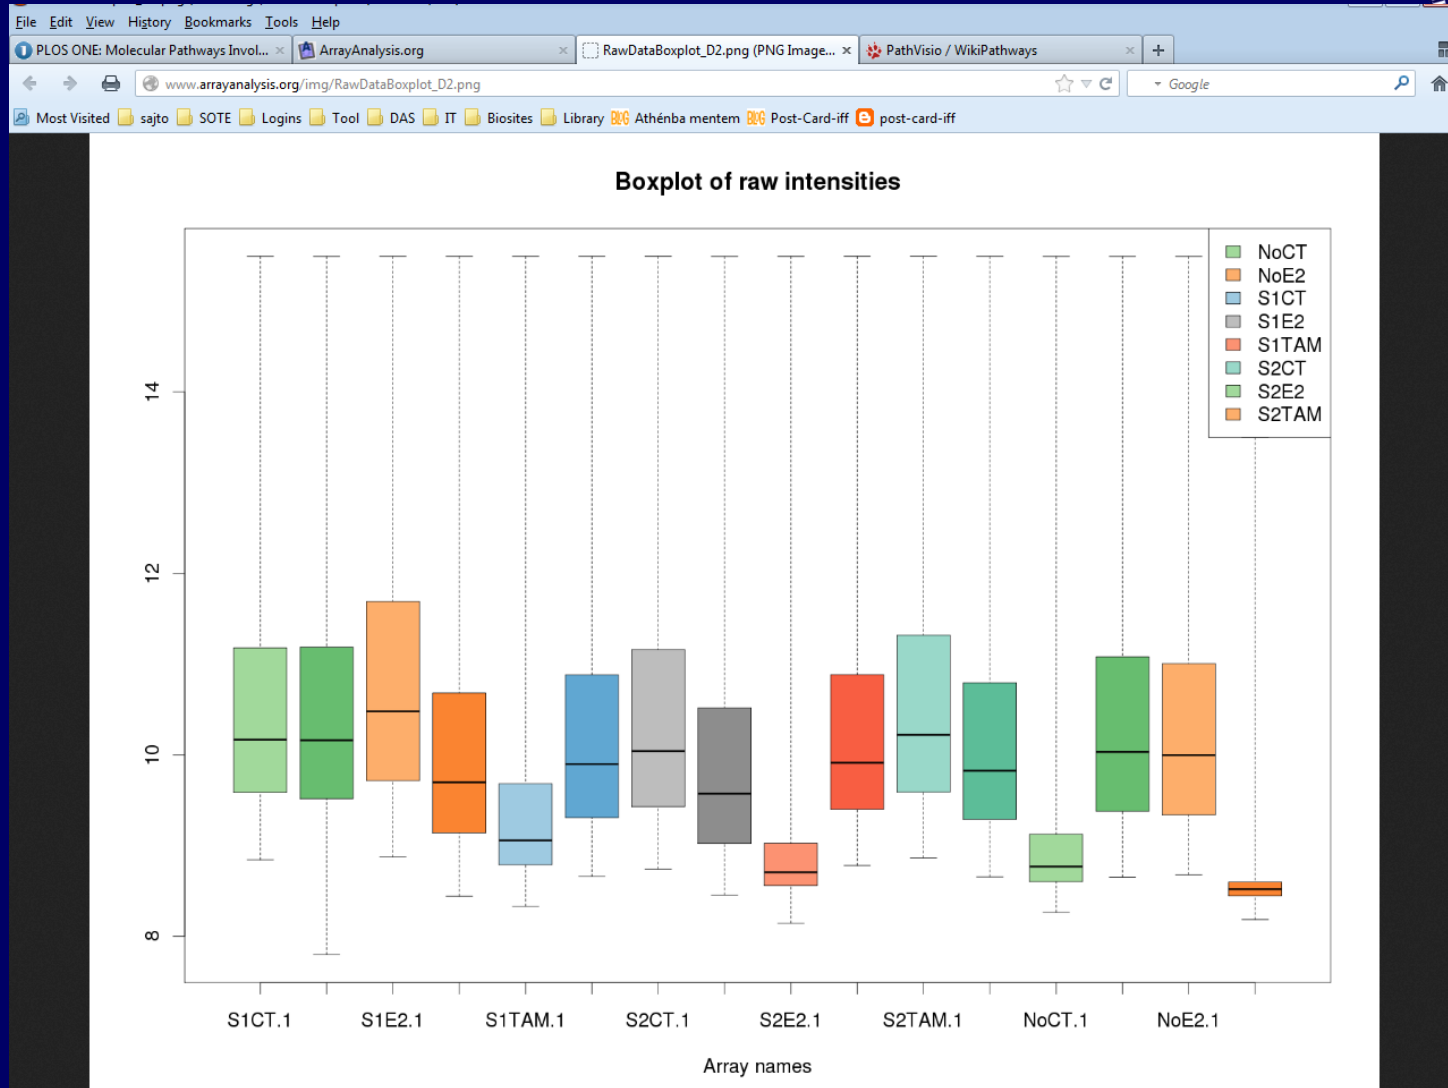 File Edit View History Bookmarks Tools Help
PLOS ONE: Molecular Pathways Invol... ArrayAnalysis.org RawDataBoxplot_D2.png (PNG Image... PathVisio / WikiPathways
www.arrayanalysis.org/img/RawDataBoxplot_D2.png Google
Most Visited sajto SOTE Logins Tool DAS IT Biosites Library BLOG Athénba mentem BLOG Post-Card-iff post-card-iff
Boxplot of raw intensities
NoCT
NoE2
S1CT
S1E2
S1TAM
S2CT
S2E2
S2TAM
14
12
10
8
S1CT.1 S1E2.1 S1TAM.1 S2CT.1 S2E2.1 S2TAM.1 NoCT.1 NoE2.1
Array names